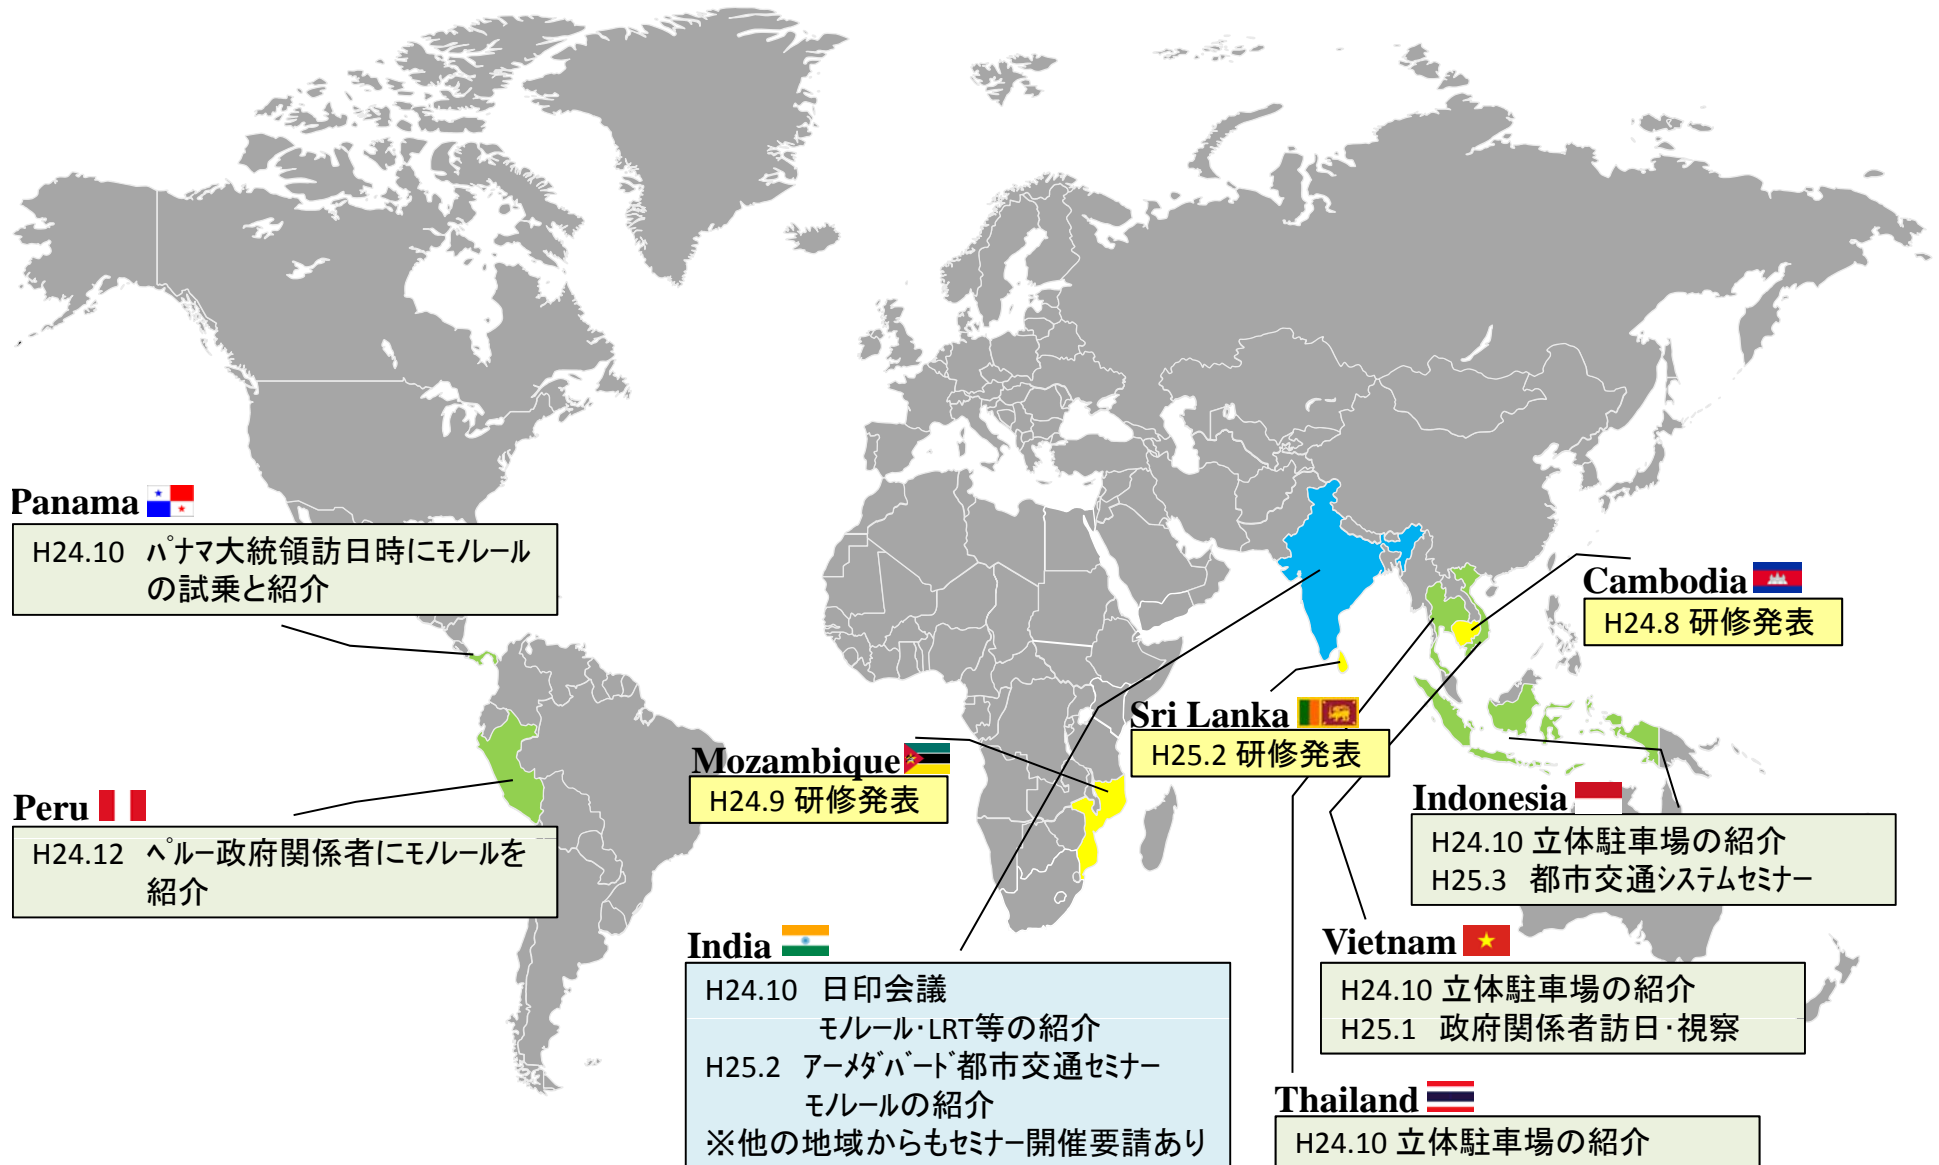 Panama
H24.10 パナマ大統領訪日時にモノレール
の試乗と紹介
Peru
H24.12 ペルー政府関係者にモノレールを
紹介
Mozambique
H24.9 研修発表
India
H24.10 日印会議
モノレール・LRT等の紹介
H25.2 アーメダバード都市交通セミナー
モノレールの紹介
※他の地域からもセミナー開催要請あり
Sri Lanka
H25.2 研修発表
Cambodia
H24.8 研修発表
Indonesia
H24.10 立体駐車場の紹介
H25.3 都市交通システムセミナー
Vietnam
H24.10 立体駐車場の紹介
H25.1 政府関係者訪日・視察
Thailand
H24.10 立体駐車場の紹介